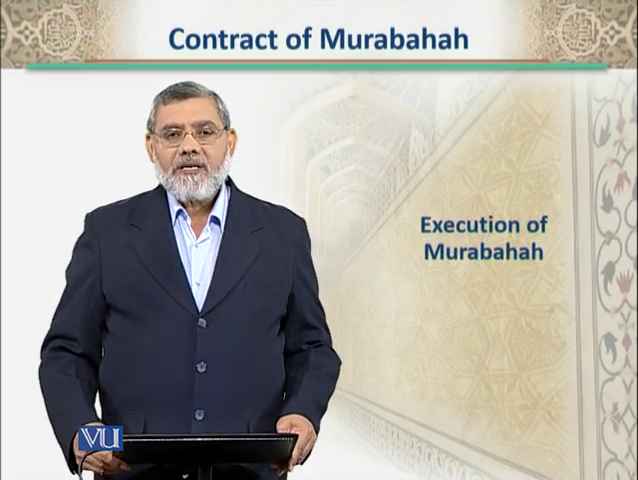 Contract of Murabahah
Execution of
Murabahah
VU